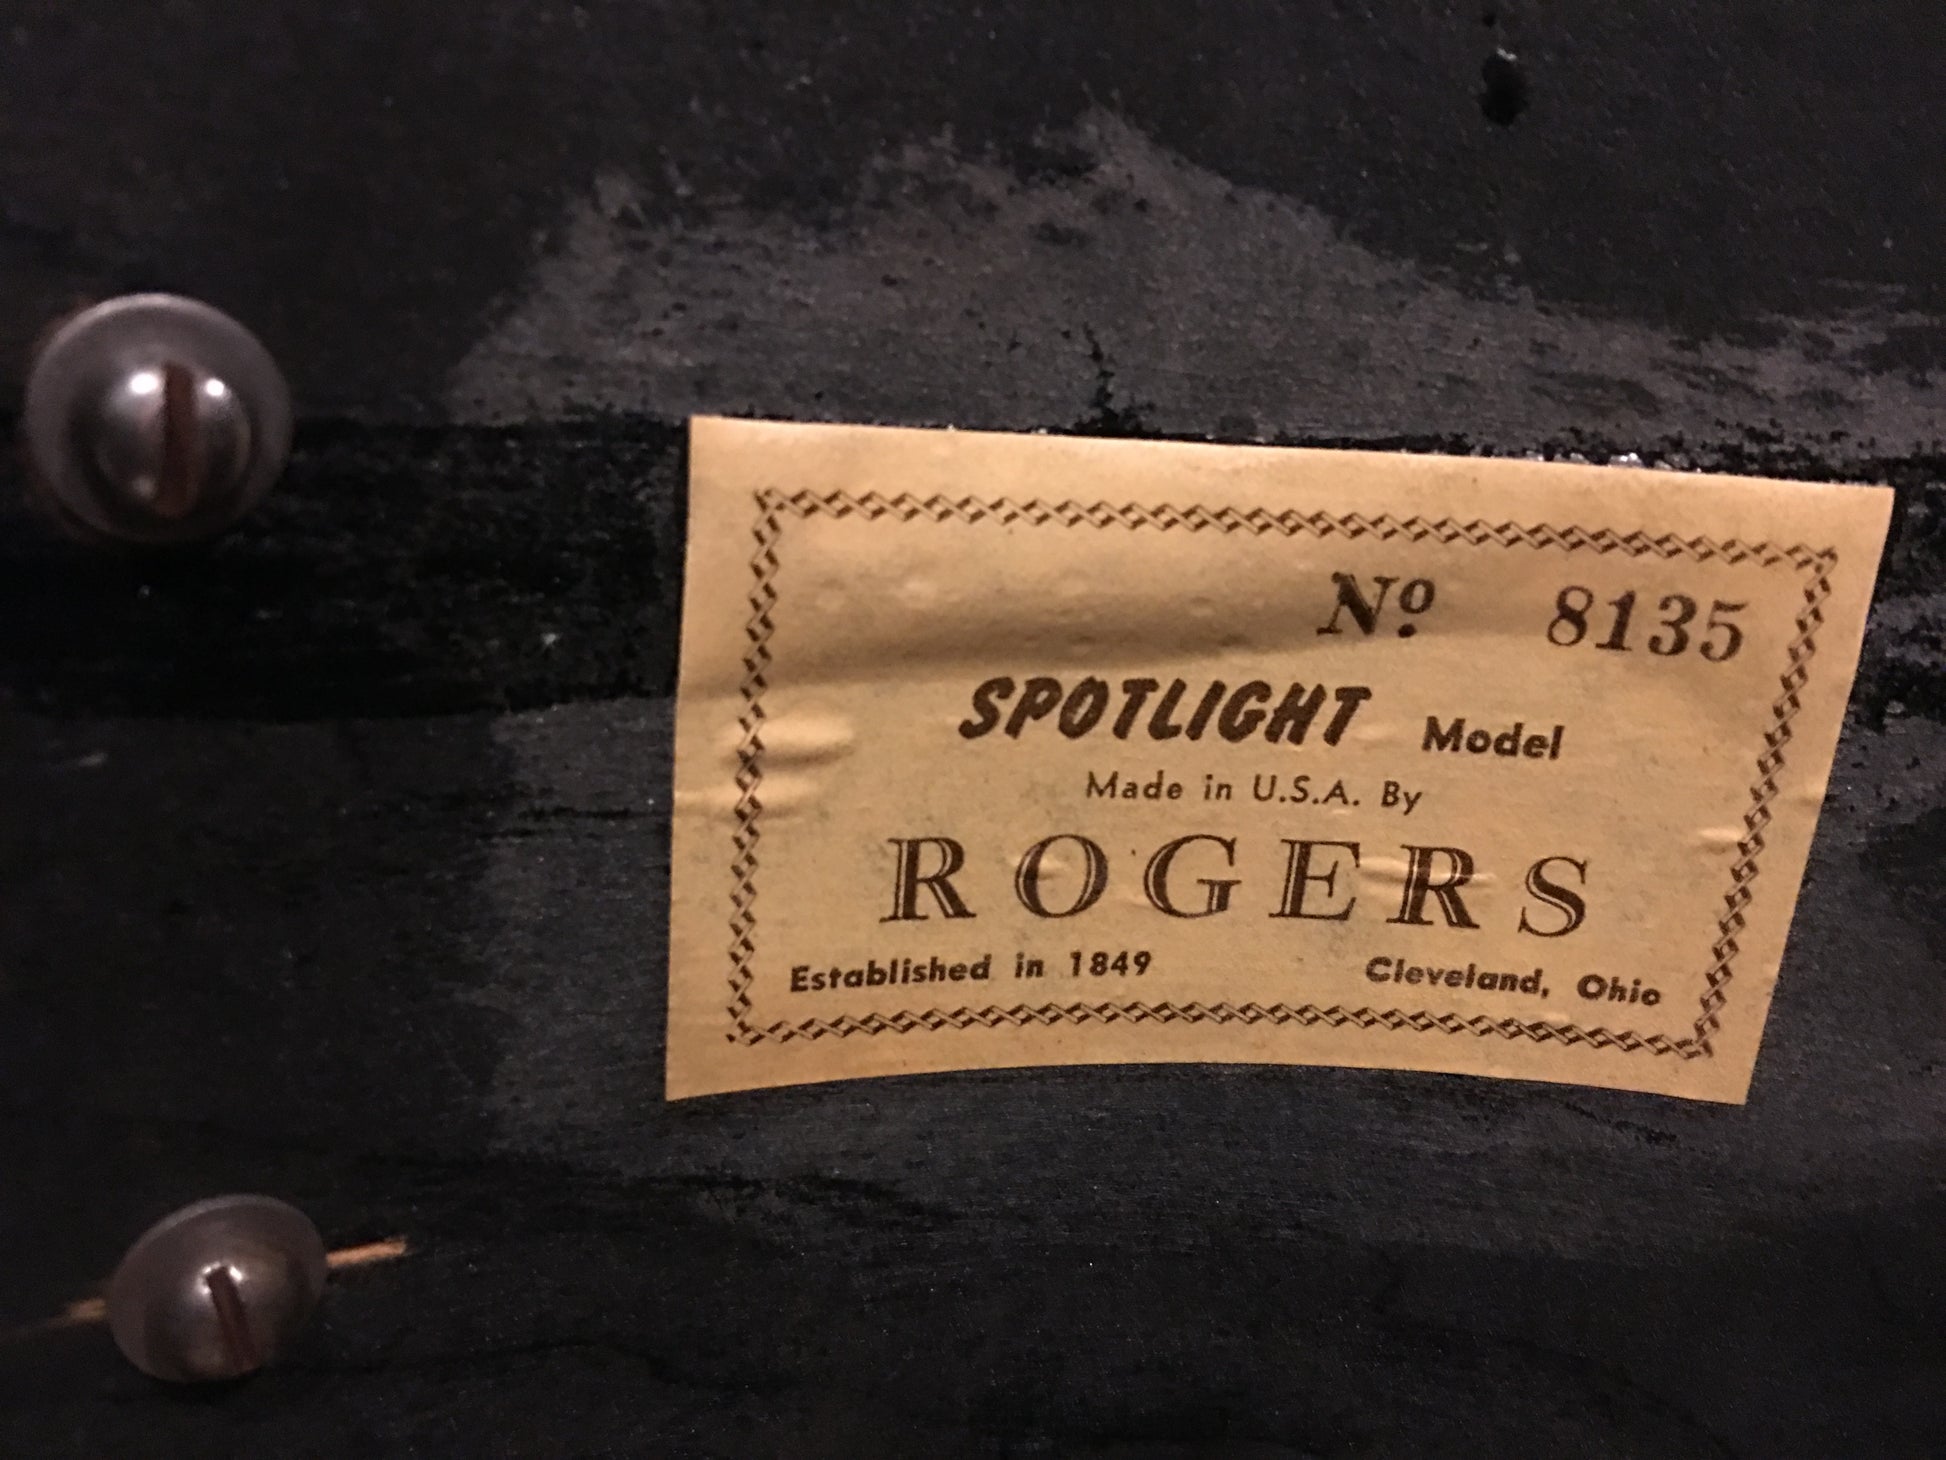 Nº 8135
SPOTLIGHT Model
Made in U.S.A. By
ROGERS
Established in 1849 Cleveland, Ohio